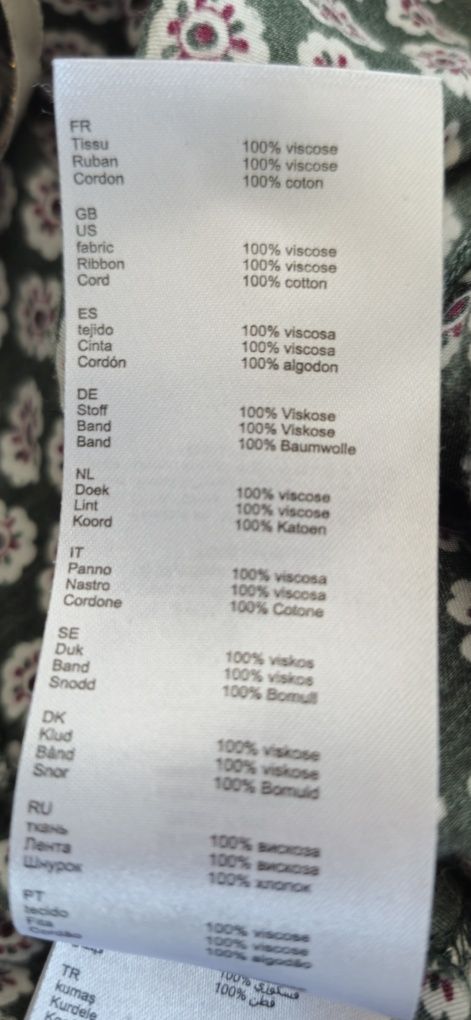 FR
Tissu 100% viscose
Ruban 100% viscose
Cordon 100% coton
GB
US
fabric 100% viscose
Ribbon 100% viscose
Cord 100% cotton
ES
tejido 100% viscosa
Cinta 100% viscosa
Cordón 100% algodon
DE
Stoff 100% Viskose
Band 100% Viskose
Band 100% Baumwolle
NL
Doek 100% viscose
Lint 100% viscose
Koord 100% Katoen
IT
Panno 100% viscosa
Nastro 100% viscosa
Cordone 100% Cotone
SE
Duk 100% viskos
Band 100% viskos
Snodd 100% Bomull
DK
Klud 100% viskose
Bånd 100% viskose
Snor 100% Bomuld
RU
ткань 100% вискоза
Лента 100% вискоза
Шнурок 100% хлопок
PT
tecido 100% viscose
Fita 100% viscose
Cordão 100% algodão
TR
kumaş 100%
Kurdele 100% قطن